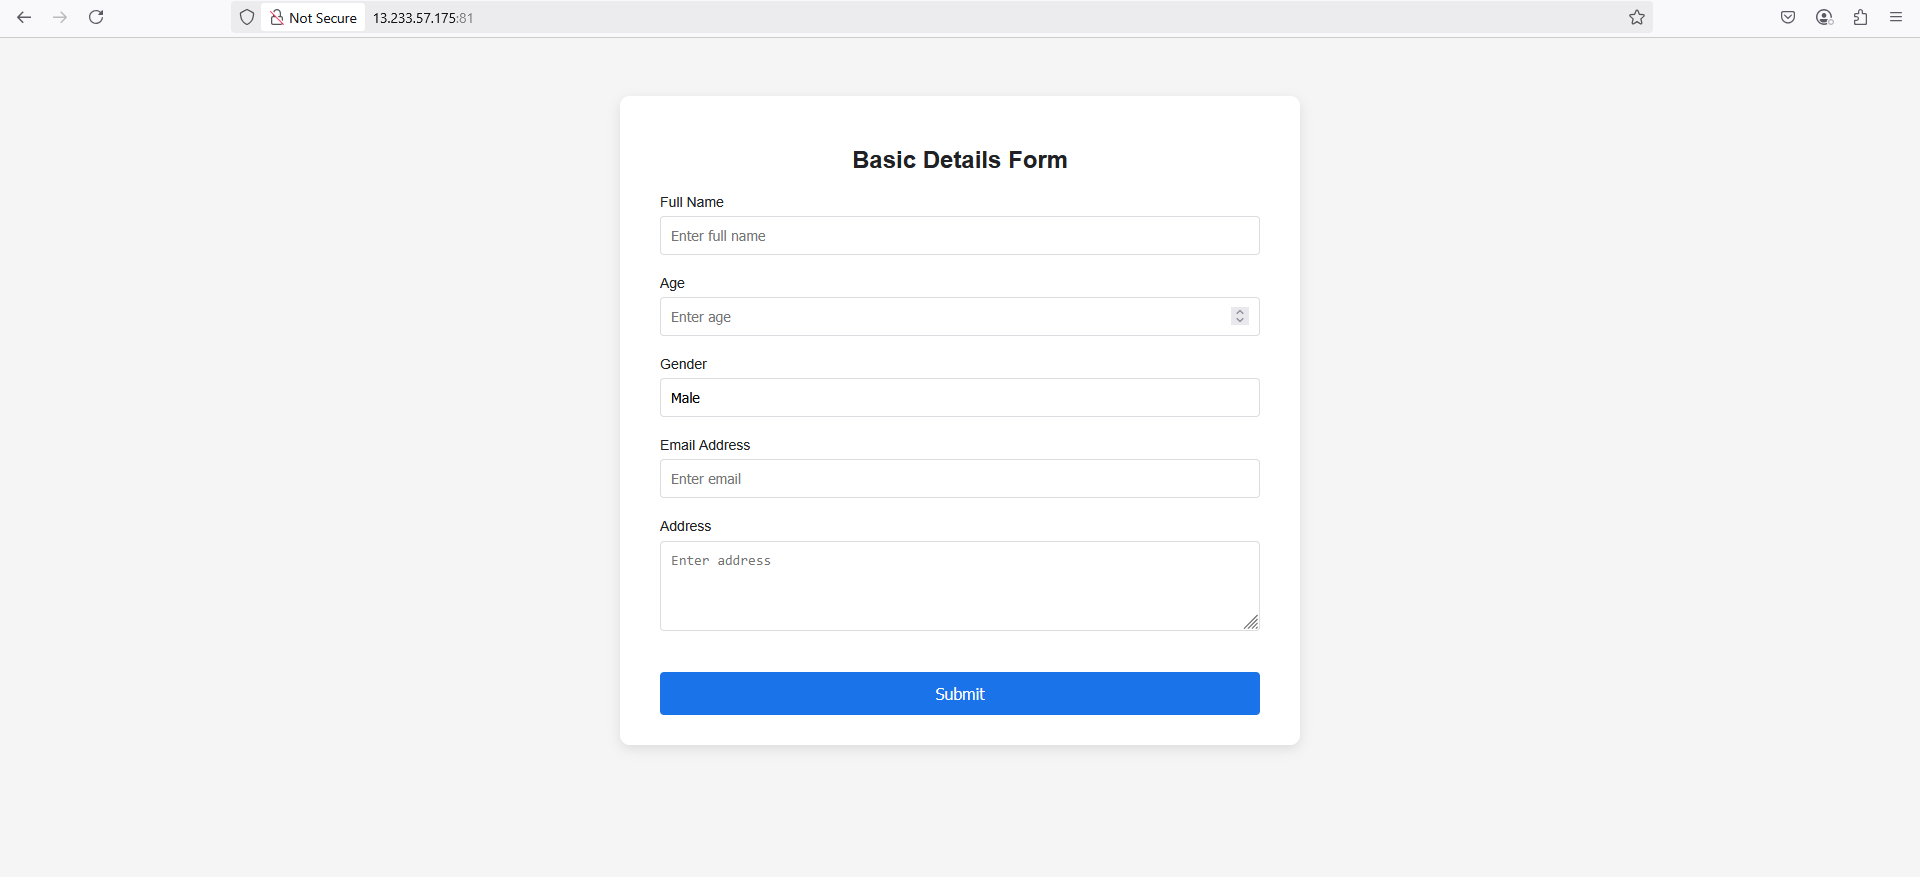 Not Secure 13.233.57.175:81
Basic Details Form
Full Name
Enter full name
Age
Enter age
Gender
Male
Email Address
Enter email
Address
Enter address
Submit